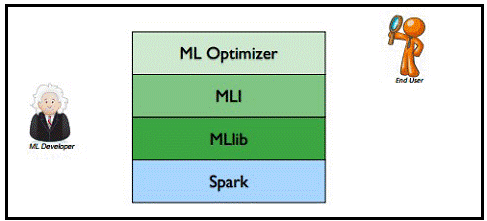 ML Optimizer
End User
MLI
MLlib
ML Developer
Spark